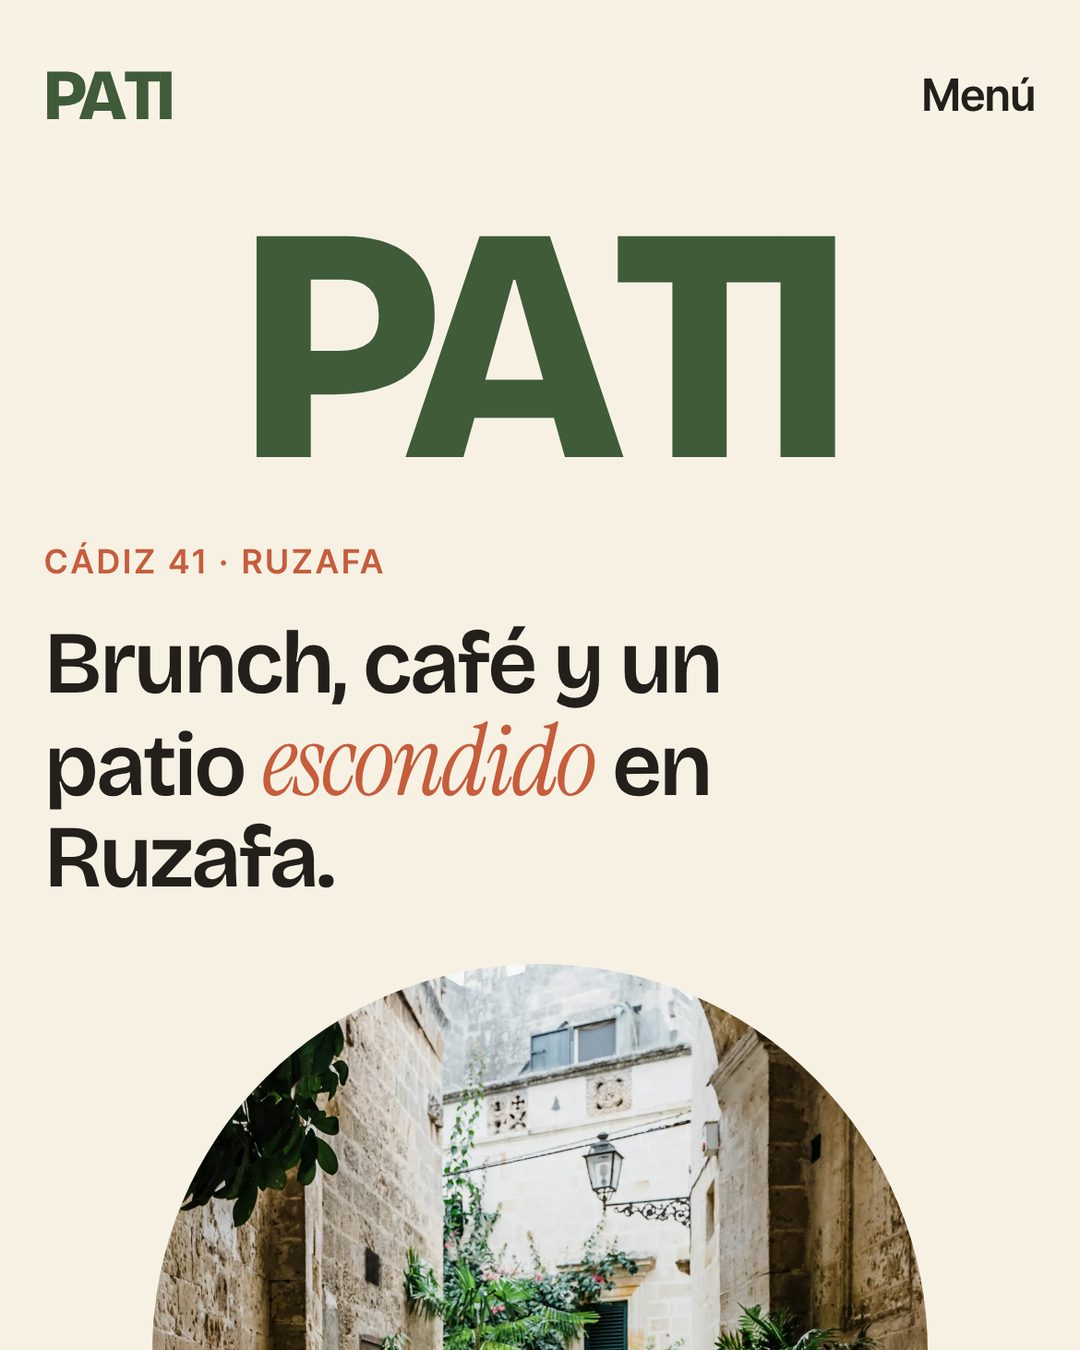 PATI
Menú
PATI
CÁDIZ 41 · RUZAFA
Brunch, café y un
patio escondido en
Ruzafa.